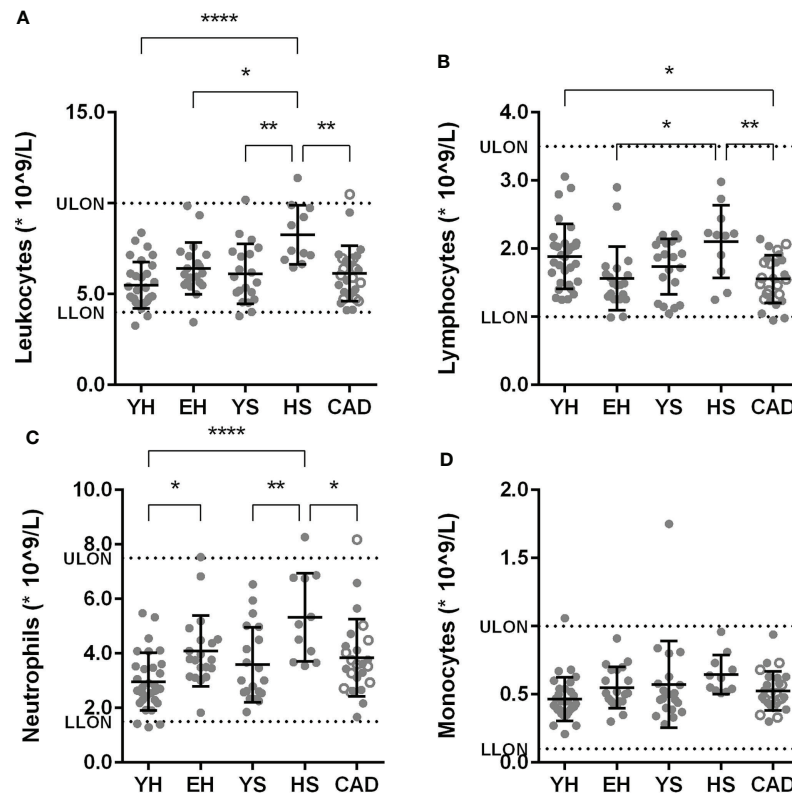 A
****
*
**
**
15.0
ULON
10.0
5.0
LLON
0.0
Leukocytes (* 10^9/L)
YH EH YS HS CAD
B
*
*
**
4.0
ULON
3.0
2.0
LLON
1.0
0.0
Lymphocytes (* 10^9/L)
YH EH YS HS CAD
C
****
*
**
*
10.0
8.0
ULON
6.0
4.0
2.0
LLON
0.0
Neutrophils (* 10^9/L)
YH EH YS HS CAD
D
2.0
1.5
ULON
1.0
0.5
LLON
0.0
Monocytes (* 10^9/L)
YH EH YS HS CAD